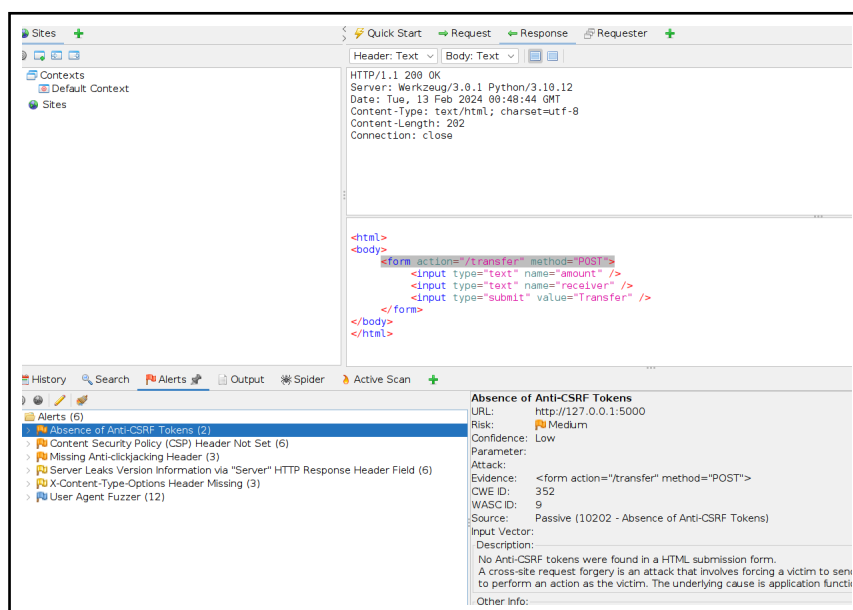 Sites
Quick Start Request Response Requester
Header: Text Body: Text
Contexts
Default Context
Sites
HTTP/1.1 200 OK
Server: Werkzeug/3.0.1 Python/3.10.12
Date: Tue, 13 Feb 2024 00:48:44 GMT
Content-Type: text/html; charset=utf-8
Content-Length: 202
Connection: close
<html>
<body>
<form action="/transfer" method="POST">
<input type="text" name="amount" />
<input type="text" name="receiver" />
<input type="submit" value="Transfer" />
</form>
</body>
</html>
History Search Alerts Output Spider Active Scan
Alerts (6)
Absence of Anti-CSRF Tokens (2)
Content Security Policy (CSP) Header Not Set (6)
Missing Anti-clickjacking Header (3)
Server Leaks Version Information via "Server" HTTP Response Header Field (6)
X-Content-Type-Options Header Missing (3)
User Agent Fuzzer (12)
Absence of Anti-CSRF Tokens
URL: http://127.0.0.1:5000
Risk: Medium
Confidence: Low
Parameter:
Attack:
Evidence: <form action="/transfer" method="POST">
CWE ID: 352
WASC ID: 9
Source: Passive (10202 - Absence of Anti-CSRF Tokens)
Input Vector:
Description:
No Anti-CSRF tokens were found in a HTML submission form.
A cross-site request forgery is an attack that involves forcing a victim to send
to perform an action as the victim. The underlying cause is application
Other Info: